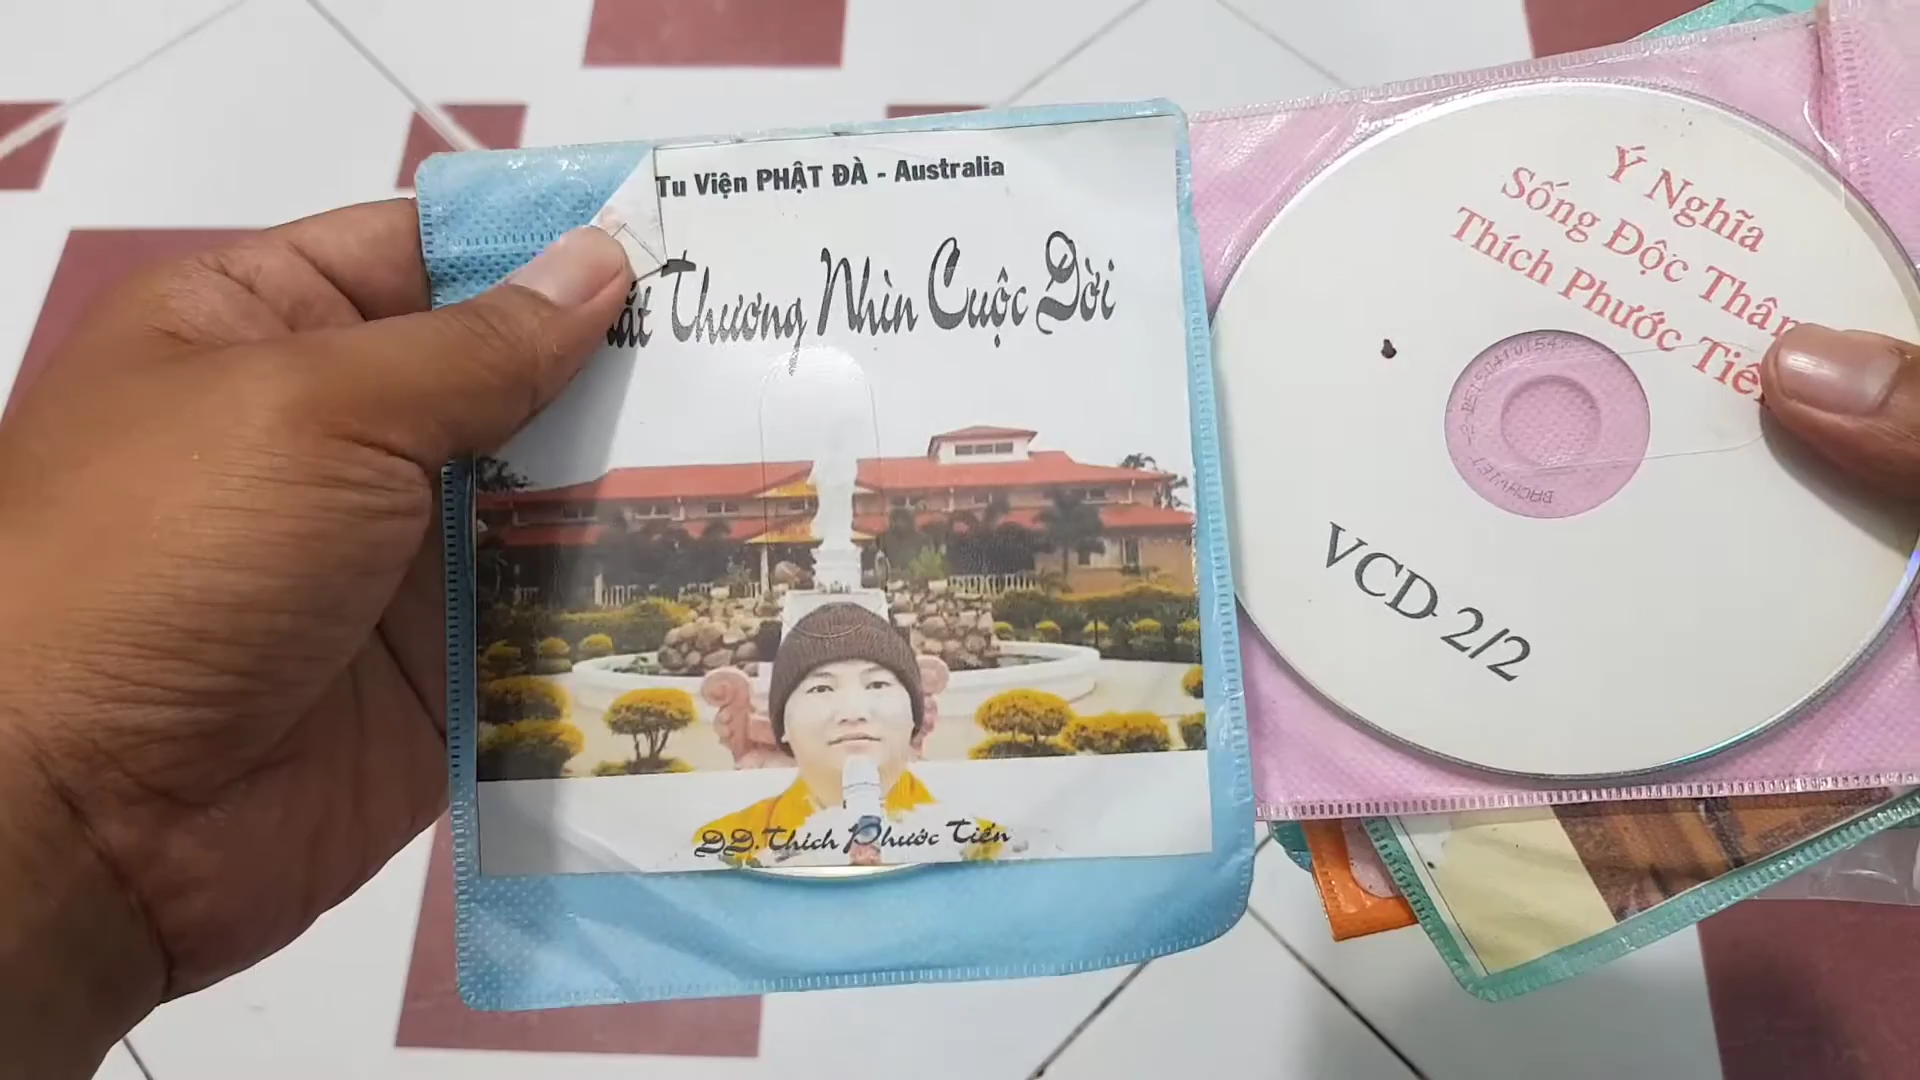 Tu Viện PHẬT ĐÀ - Australia
Thương Nhìn Cuộc Đời
ĐĐ. Thích Phước Tiến
Ý Nghĩa
Sống Độc Thân
Thích Phước Tiến
VCD 2/2